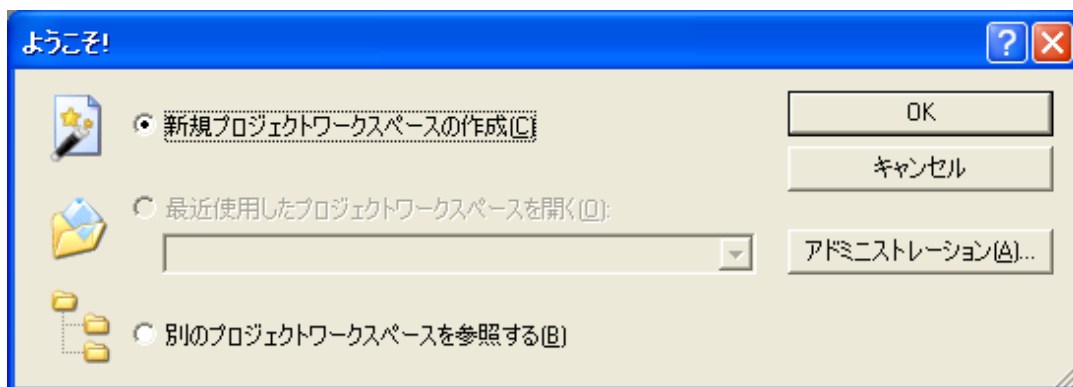 ようこそ!
新規プロジェクトワークスペースの作成(C)
OK
キャンセル
最近使用したプロジェクトワークスペースを開く(O):
アドミニストレーション(A)...
別のプロジェクトワークスペースを参照する(B)